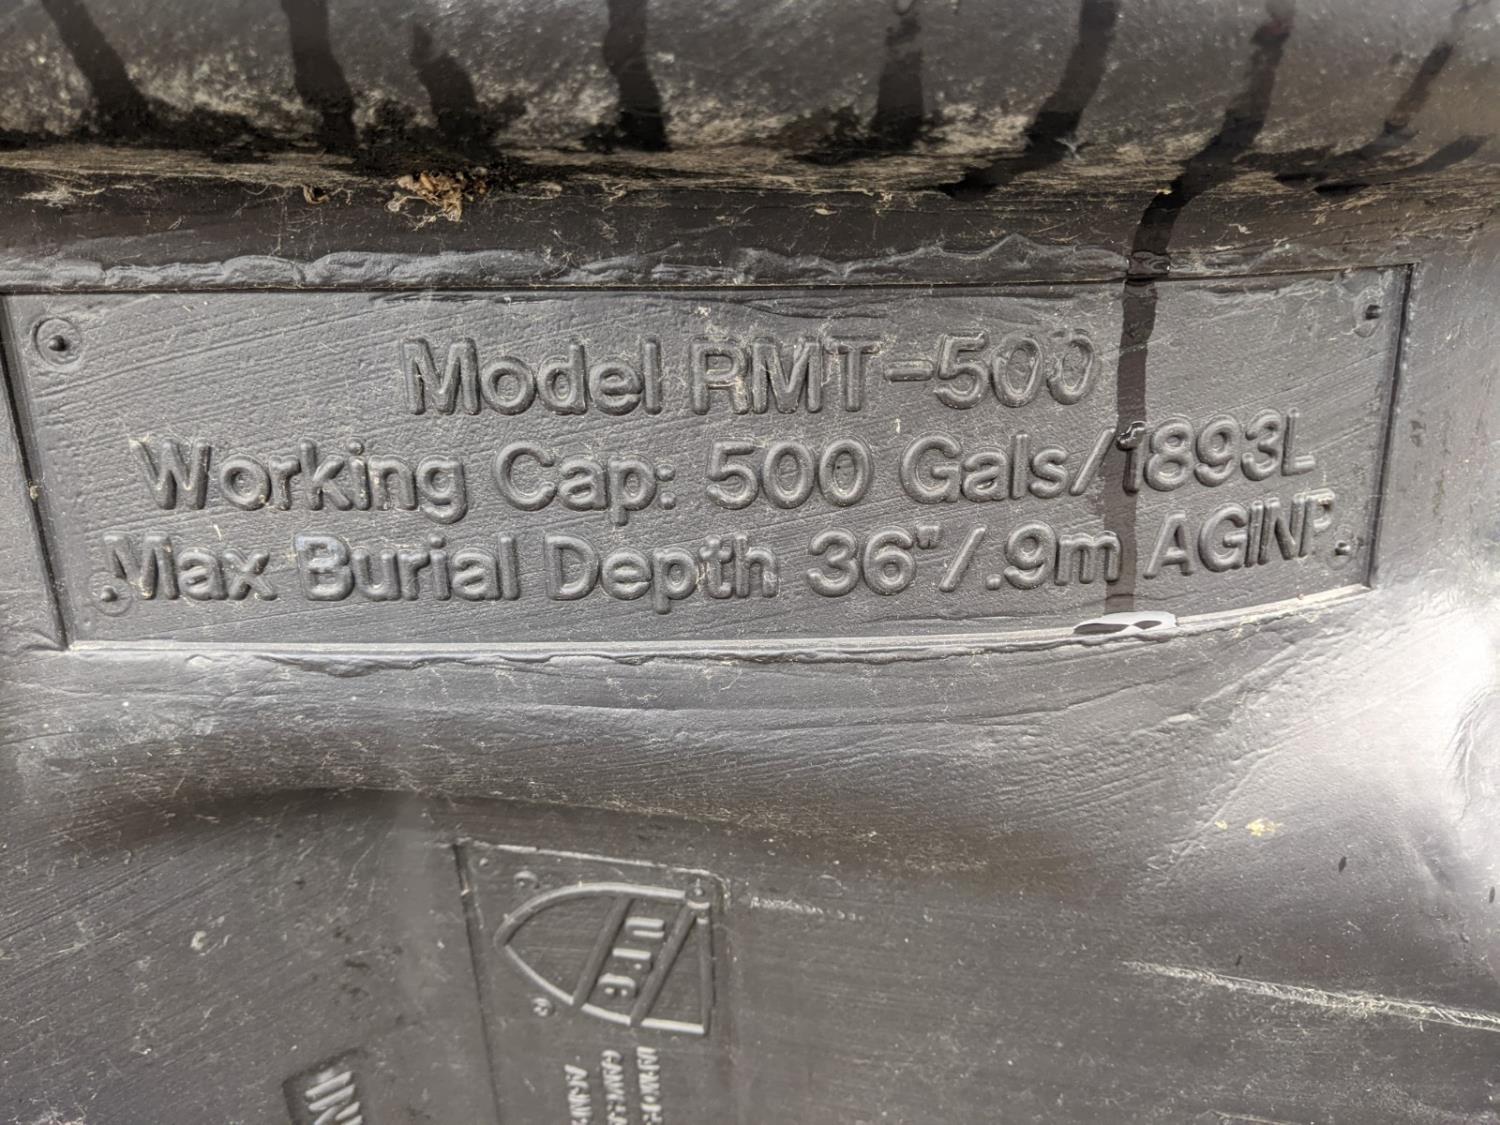 Model RMT-500
Working Cap: 500 Gals/1893L
Max Burial Depth 36"/.9m AGINP